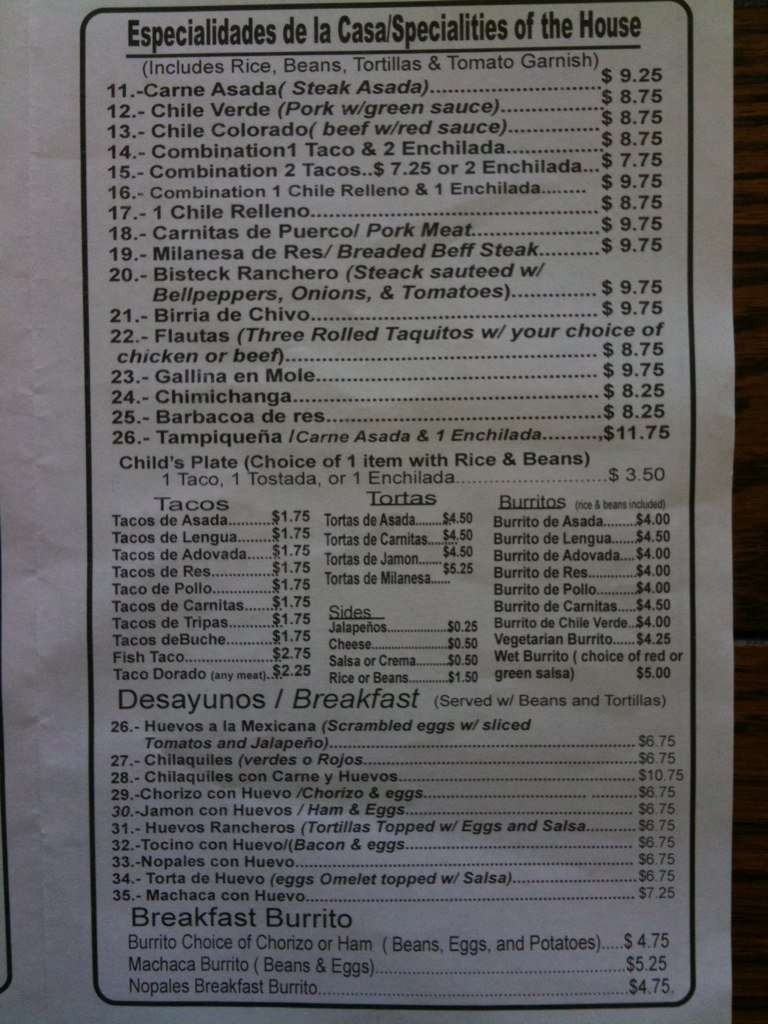 Especialidades de la Casa/Specialities of the House
(Includes Rice, Beans, Tortillas & Tomato Garnish)
11.-Carne Asada( Steak Asada)..............................$ 9.25
12.- Chile Verde (Pork w/green sauce)..................$ 8.75
13.- Chile Colorado( beef w/red sauce)................$ 8.75
14.- Combination1 Taco & 2 Enchilada.................$ 8.75
15.- Combination 2 Tacos..$ 7.25 or 2 Enchilada...$ 7.75
16.- Combination 1 Chile Relleno & 1 Enchilada........ $ 9.75
17.- 1 Chile Relleno..................................................$ 8.75
18.- Carnitas de Puerco/ Pork Meat......................$ 9.75
19.- Milanesa de Res/ Breaded Beff Steak..........$ 9.75
20.- Bisteck Ranchero (Steack sauteed w/
Bellpeppers, Onions, & Tomatoes)............... $ 9.75
21.- Birria de Chivo..................................................$ 9.75
22.- Flautas (Three Rolled Taquitos w/ your choice of
chicken or beef)...................................................... $ 8.75
23.- Gallina en Mole................................................. $ 9.75
24.- Chimichanga.....................................................$ 8.25
25.- Barbacoa de res...............................................$ 8.25
26.- Tampiqueña /Carne Asada & 1 Enchilada..........,$11.75
Child's Plate (Choice of 1 item with Rice & Beans)
1 Taco, 1 Tostada, or 1 Enchilada..........................$ 3.50
Tacos
Tacos de Asada..........$1.75
Tacos de Lengua........$1.75
Tacos de Adovada......$1.75
Tacos de Res..............$1.75
Taco de Pollo..............$1.75
Tacos de Carnitas.......$1.75
Tacos de Tripas..........$1.75
Tacos deBuche...........$1.75
Fish Taco....................$2.75
Taco Dorado (any meat)..$2.25
Tortas
Tortas de Asada........$4.50
Tortas de Carnitas....$4.50
Tortas de Jamon.......$4.50
Tortas de Milanesa.....$5.25
Sides
Jalapeños......................$0.25
Cheese..........................$0.50
Salsa or Crema..............$0.50
Rice or Beans................$1.50
Burritos (rice & beans included)
Burrito de Asada........$4.00
Burrito de Lengua......$4.50
Burrito de Adovada....$4.00
Burrito de Res............$4.00
Burrito de Pollo..........$4.00
Burrito de Carnitas.....$4.50
Burrito de Chile Verde..$4.00
Vegetarian Burrito.....$4.25
Wet Burrito ( choice of red or
green salsa) $5.00
Desayunos / Breakfast (Served w/ Beans and Tortillas)
26.- Huevos a la Mexicana (Scrambled eggs w/ sliced
Tomatos and Jalapeño)........................................................$6.75
27.- Chilaquiles (verdes o Rojos..................................................$6.75
28.- Chilaquiles con Carne y Huevos...........................................$10.75
29.-Chorizo con Huevo /Chorizo & eggs.....................................$6.75
30.-Jamon con Huevos / Ham & Eggs.........................................$6.75
31.- Huevos Rancheros (Tortillas Topped w/ Eggs and Salsa..........$6.75
32.-Tocino con Huevo/(Bacon & eggs......................................... $6.75
33.-Nopales con Huevo............................................................... $6.75
34.- Torta de Huevo (eggs Omelet topped w/ Salsa)......................$6.75
35.- Machaca con Huevo..............................................................$7.25
Breakfast Burrito
Burrito Choice of Chorizo or Ham ( Beans, Eggs, and Potatoes).....$ 4.75
Machaca Burrito ( Beans & Eggs)..................................................$5.25
Nopales Breakfast Burrito..............................................................$4.75.